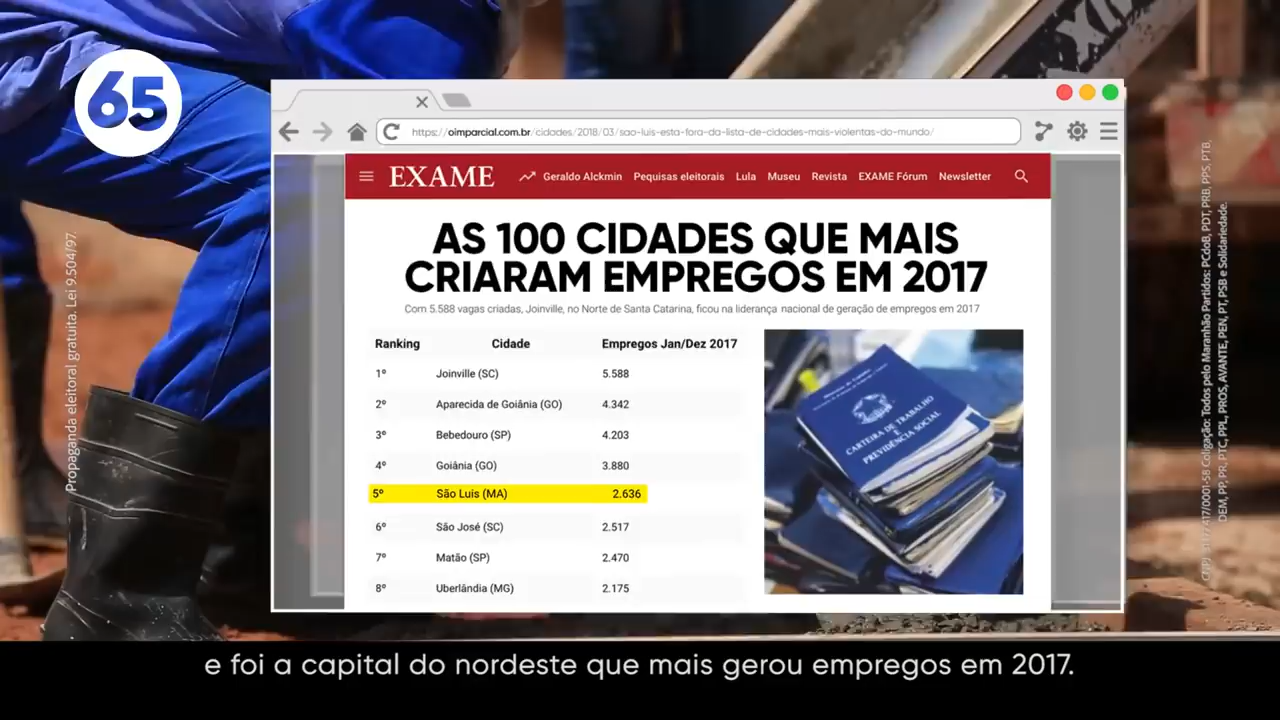 65
https://oimparcial.com.br/cidades/2018/03/sao-luis-esta-fora-da-lista-de-cidades-mais-violentas-do-mundo/
EXAME
Geraldo Alckmin Pesquisas eleitorais Lula Museu Revista EXAME Fórum Newsletter
AS 100 CIDADES QUE MAIS
CRIARAM EMPREGOS EM 2017
Com 5.588 vagas criadas, Joinville, no Norte de Santa Catarina, ficou na liderança nacional de geração de empregos em 2017
Ranking Cidade Empregos Jan/Dez 2017
1º Joinville (SC) 5.588
2º Aparecida de Goiânia (GO) 4.342
3º Bebedouro (SP) 4.203
4º Goiânia (GO) 3.880
5º São Luís (MA) 2.636
6º São José (SC) 2.517
7º Matão (SP) 2.470
8º Uberlândia (MG) 2.175
CARTEIRA DE TRABALHO
E
PREVIDÊNCIA SOCIAL
Propaganda eleitoral gratuita. Lei 9.504/97.
Coligação: Todos pelo Maranhão Partidos: PCdoB, PDT, PRB, PPS, PTB,
DEM, PP, PR, PTC, PPL, PROS, AVANTE, PEN, PT, PSB e Solidariedade.
e foi a capital do nordeste que mais gerou empregos em 2017.